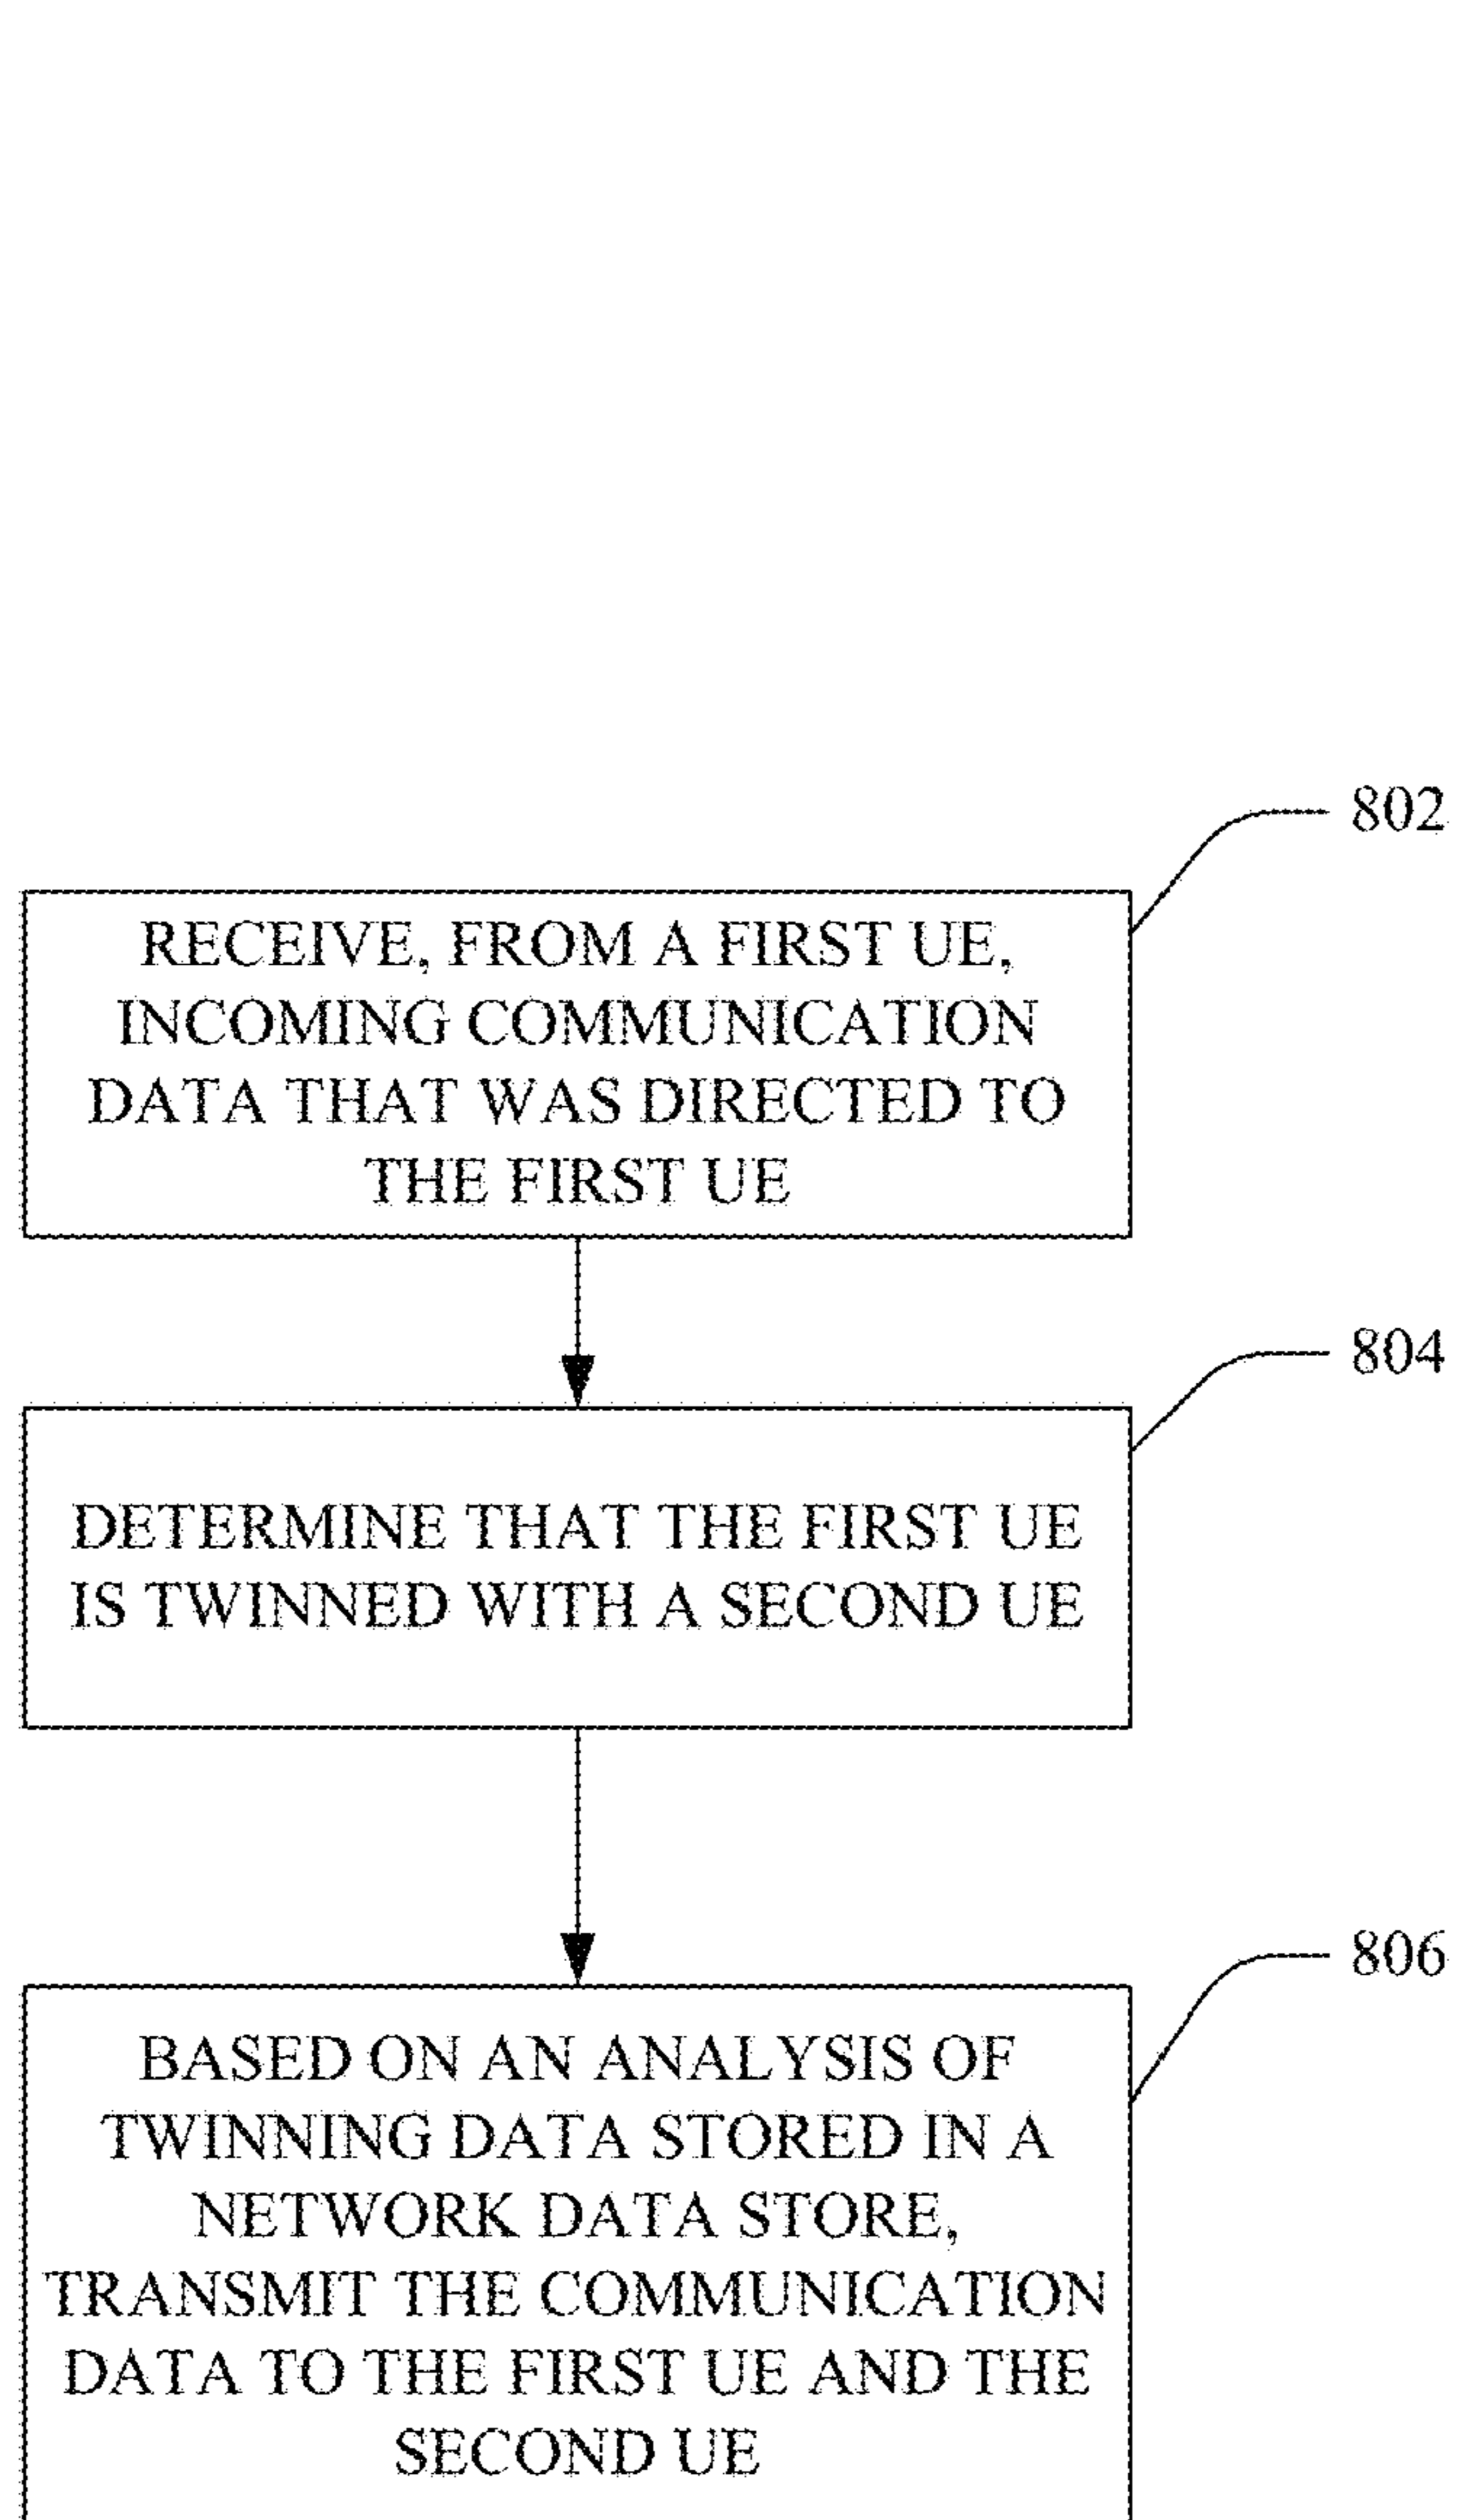 802
RECEIVE, FROM A FIRST UE,
INCOMING COMMUNICATION
DATA THAT WAS DIRECTED TO
THE FIRST UE
804
DETERMINE THAT THE FIRST UE
IS TWINNED WITH A SECOND UE
806
BASED ON AN ANALYSIS OF
TWINNING DATA STORED IN A
NETWORK DATA STORE,
TRANSMIT THE COMMUNICATION
DATA TO THE FIRST UE AND THE
SECOND UE